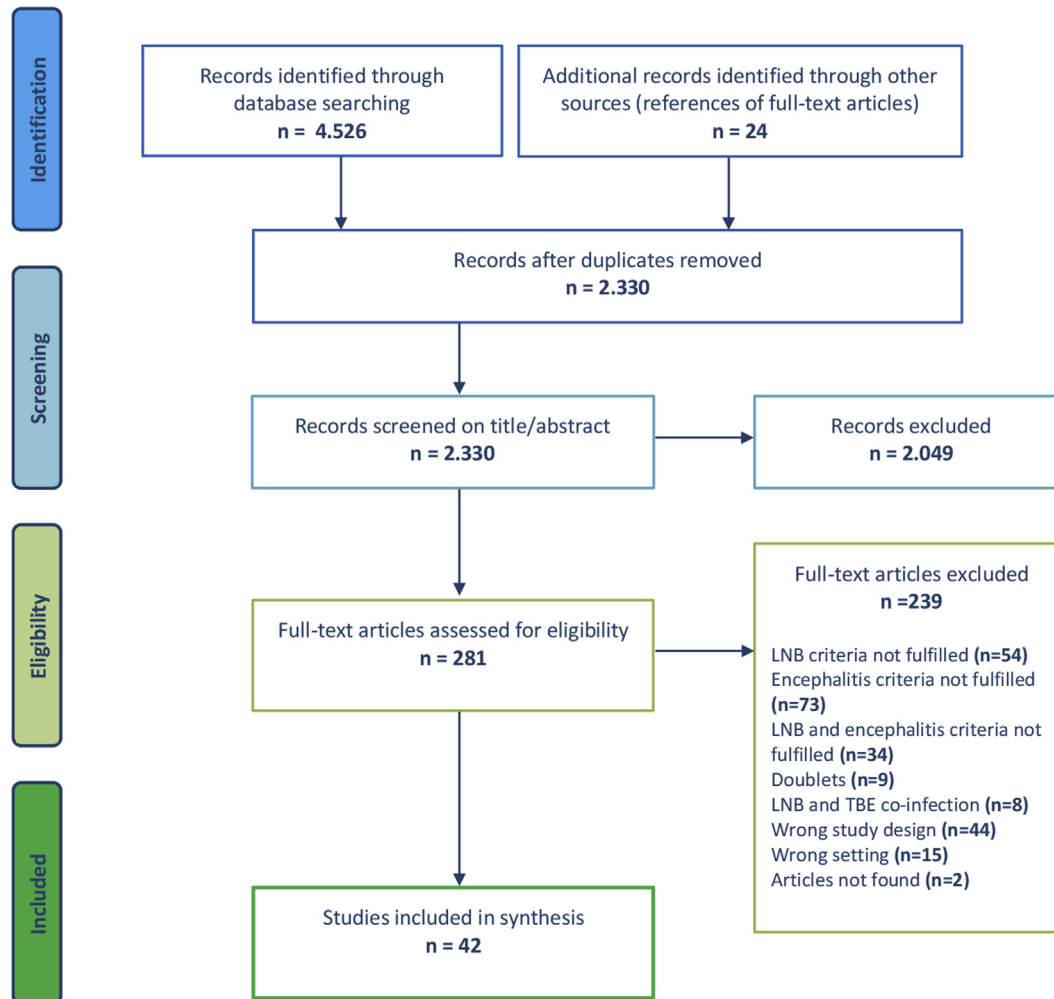 Identification
Records identified through
database searching
n =  4.526
Additional records identified through other
sources (references of full-text articles)
n = 24
Records after duplicates removed
n = 2.330
Screening
Records screened on title/abstract
n = 2.330
Records excluded
n = 2.049
Eligibility
Full-text articles assessed for eligibility
n = 281
Full-text articles excluded
n =239
LNB criteria not fulfilled (n=54)
Encephalitis criteria not fulfilled
(n=73)
LNB and encephalitis criteria not
fulfilled (n=34)
Doublets (n=9)
LNB and TBE co-infection (n=8)
Wrong study design (n=44)
Wrong setting (n=15)
Articles not found (n=2)
Included
Studies included in synthesis
n = 42